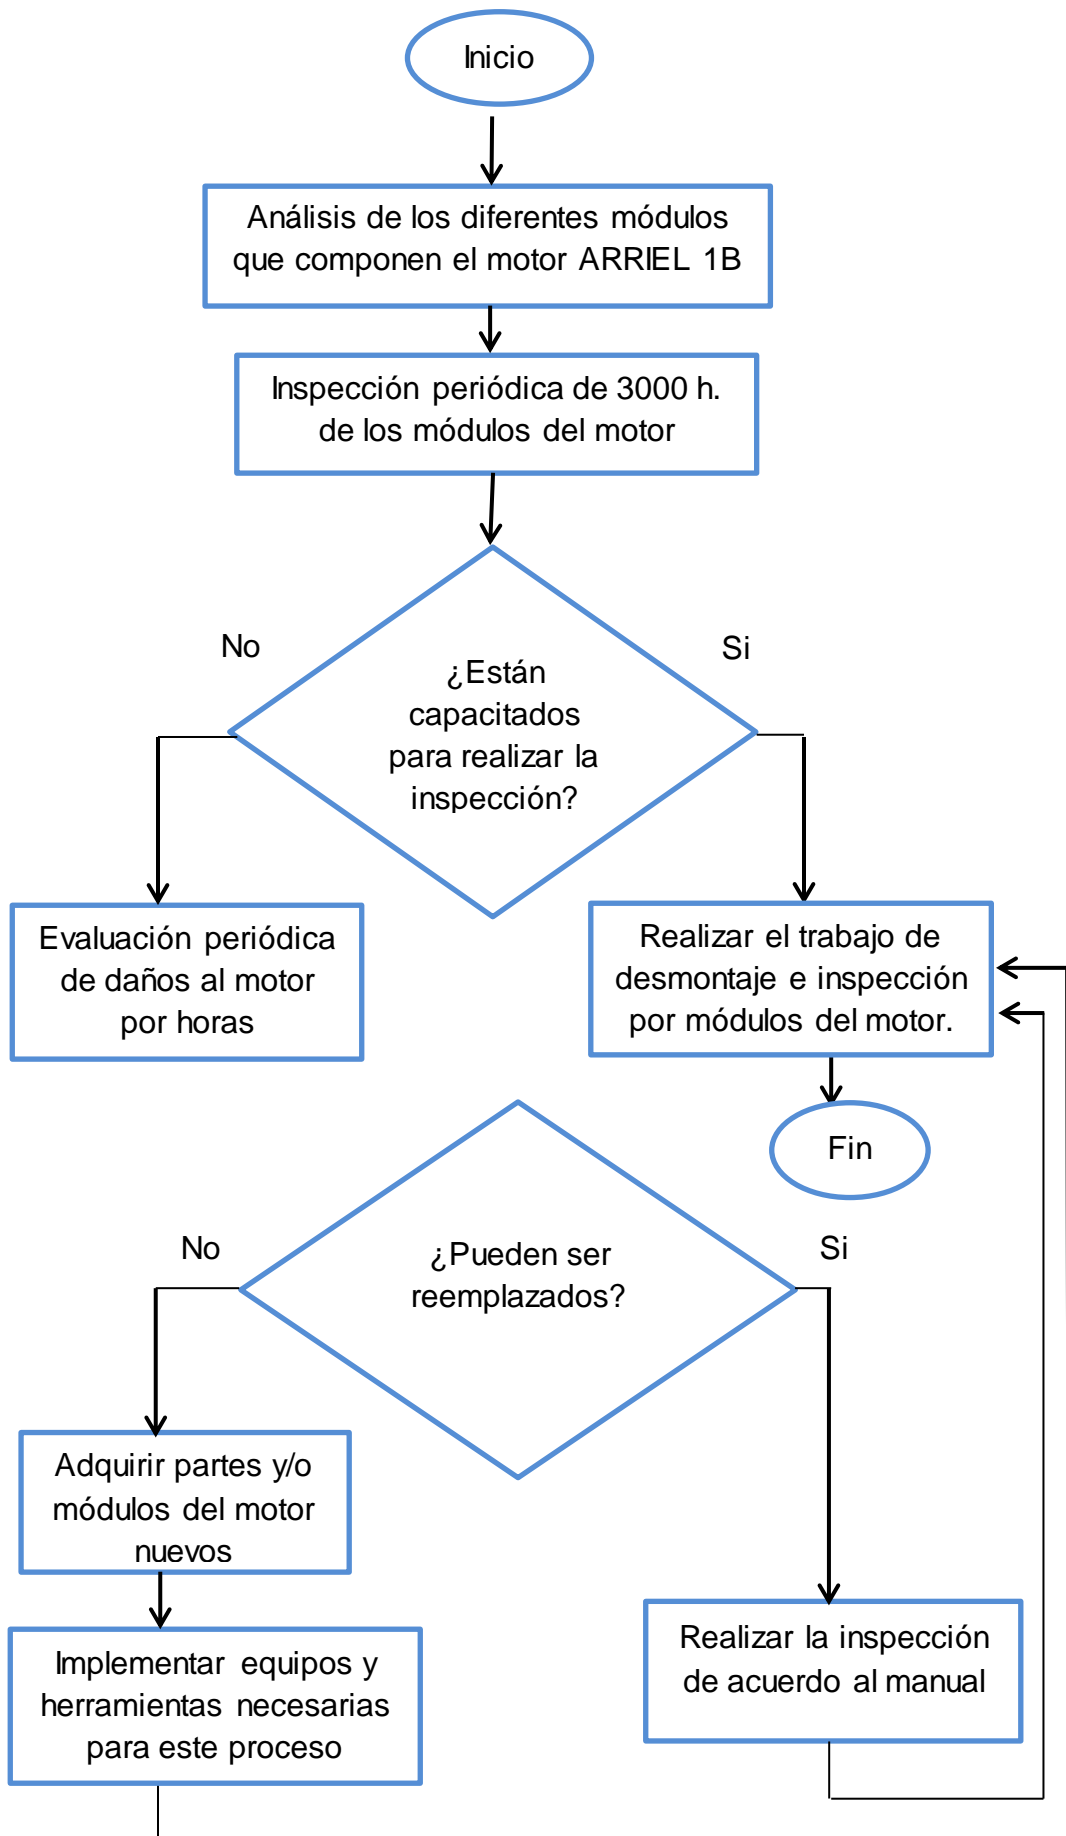 Inicio
Análisis de los diferentes módulos
que componen el motor ARRIEL 1B
Inspección periódica de 3000 h.
de los módulos del motor
No
Si
¿Están
capacitados
para realizar la
inspección?
Evaluación periódica
de daños al motor
por horas
Realizar el trabajo de
desmontaje e inspección
por módulos del motor.
Fin
No
Si
¿Pueden ser
reemplazados?
Adquirir partes y/o
módulos del motor
nuevos
Implementar equipos y
herramientas necesarias
para este proceso
Realizar la inspección
de acuerdo al manual